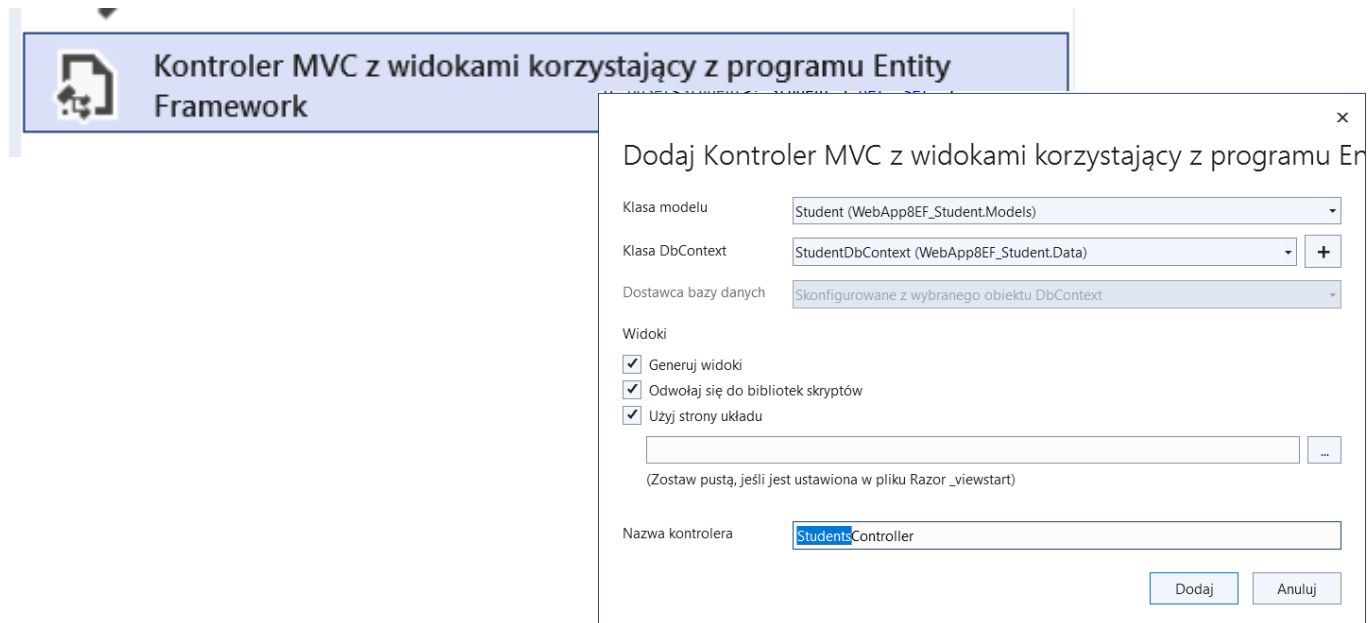 Kontroler MVC z widokami korzystający z programu Entity
Framework
Dodaj Kontroler MVC z widokami korzystający z programu En
Klasa modelu
Student (WebApp8EF_Student.Models)
Klasa DbContext
StudentDbContext (WebApp8EF_Student.Data)
+
Dostawca bazy danych
Skonfigurowane z wybranego obiektu DbContext
Widoki
Generuj widoki
Odwołaj się do bibliotek skryptów
Użyj strony układu
...
(Zostaw pustą, jeśli jest ustawiona w pliku Razor _viewstart)
Nazwa kontrolera
StudentsController
Dodaj
Anuluj